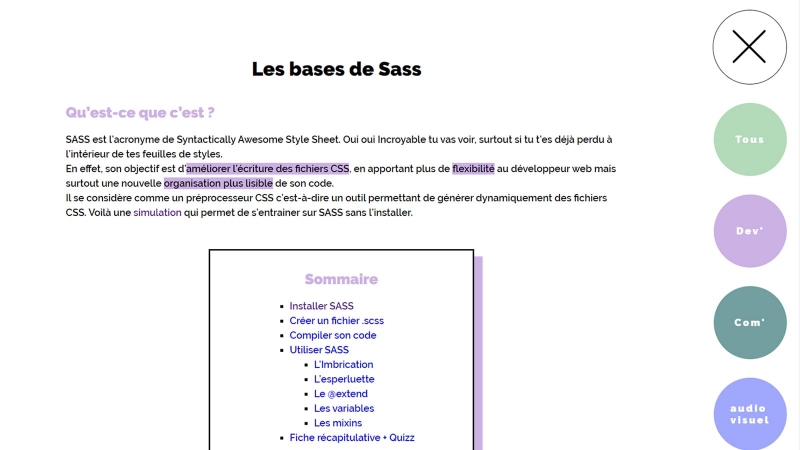 Les bases de Sass
Qu'est-ce que c'est ?
SASS est l'acronyme de Syntactically Awesome Style Sheet. Oui oui Incroyable tu vas voir, surtout si tu t'es déjà perdu à
l'intérieur de tes feuilles de styles.
En effet, son objectif est d'améliorer l'écriture des fichiers CSS, en apportant plus de flexibilité au développeur web mais
surtout une nouvelle organisation plus lisible de son code.
Il se considère comme un préprocesseur CSS c'est-à-dire un outil permettant de générer dynamiquement des fichiers
CSS. Voilà une simulation qui permet de s'entrainer sur SASS sans l'installer.
Sommaire
Installer SASS
Créer un fichier .scss
Compiler son code
Utiliser SASS
L'Imbrication
L'esperluette
Le @extend
Les variables
Les mixins
Fiche récapitulative + Quizz
Tous
Dev'
Com'
audio
visuel